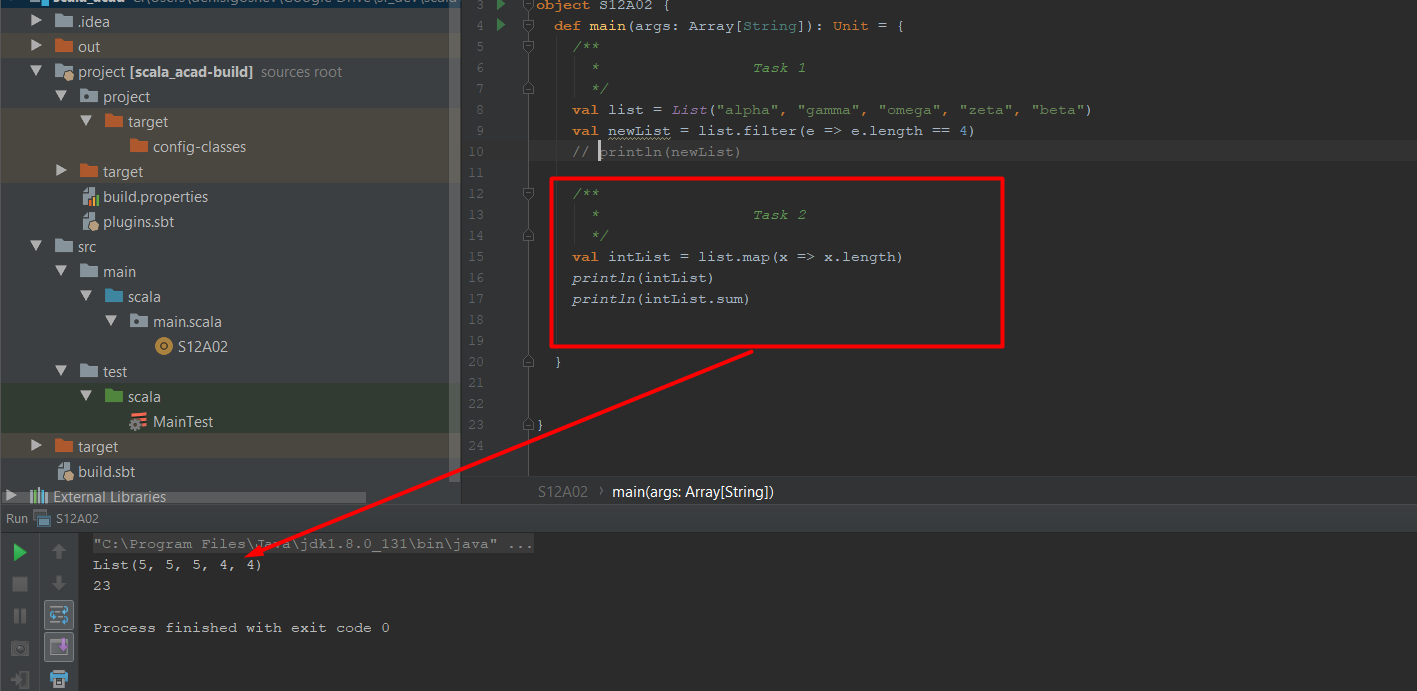 .idea
out
project [scala_acad-build] sources root
project
target
config-classes
target
build.properties
plugins.sbt
src
main
scala
main.scala
S12A02
test
scala
MainTest
target
build.sbt
External Libraries
3 object S12A02 {
4 def main(args: Array[String]): Unit = {
5 /**
6 * Task 1
7 */
8 val list = List("alpha", "gamma", "omega", "zeta", "beta")
9 val newList = list.filter(e => e.length == 4)
10 // println(newList)
11
12 /**
13 * Task 2
14 */
15 val intList = list.map(x => x.length)
16 println(intList)
17 println(intList.sum)
18
19
20 }
21
22
23 }
24
S12A02 › main(args: Array[String])
Run S12A02
"C:\Program Files\Java\jdk1.8.0_131\bin\java" ...
List(5, 5, 5, 4, 4)
23
Process finished with exit code 0